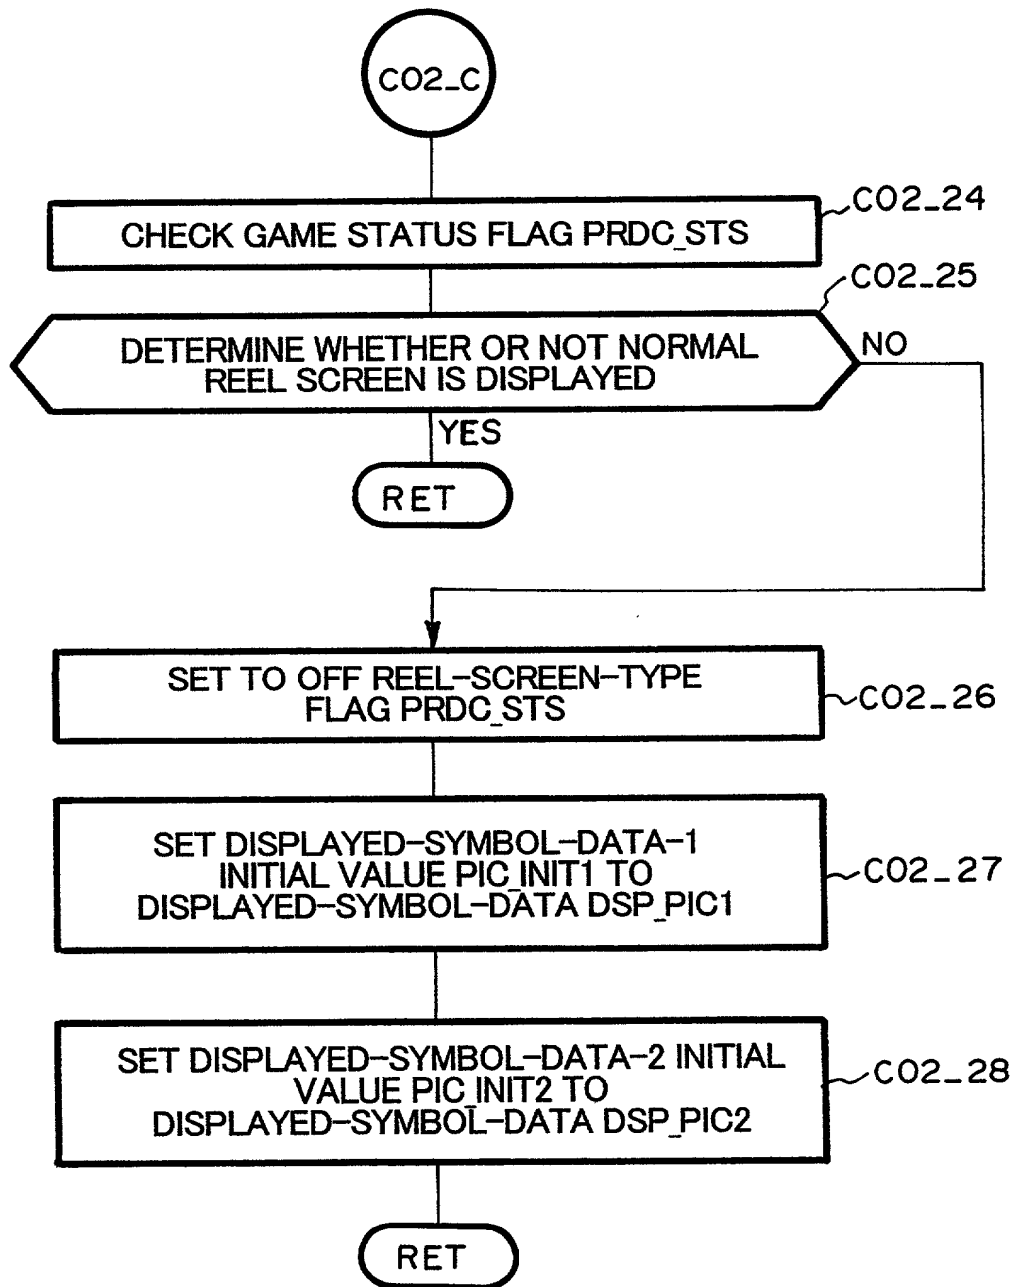 C02_C
C02_24
CHECK GAME STATUS FLAG PRDC_STS
C02_25
DETERMINE WHETHER OR NOT NORMAL
REEL SCREEN IS DISPLAYED
NO
YES
RET
SET TO OFF REEL-SCREEN-TYPE
FLAG PRDC_STS
C02_26
SET DISPLAYED-SYMBOL-DATA-1
INITIAL VALUE PIC_INIT1 TO
DISPLAYED-SYMBOL-DATA DSP_PIC1
C02_27
SET DISPLAYED-SYMBOL-DATA-2 INITIAL
VALUE PIC_INIT2 TO
DISPLAYED-SYMBOL-DATA DSP_PIC2
C02_28
RET